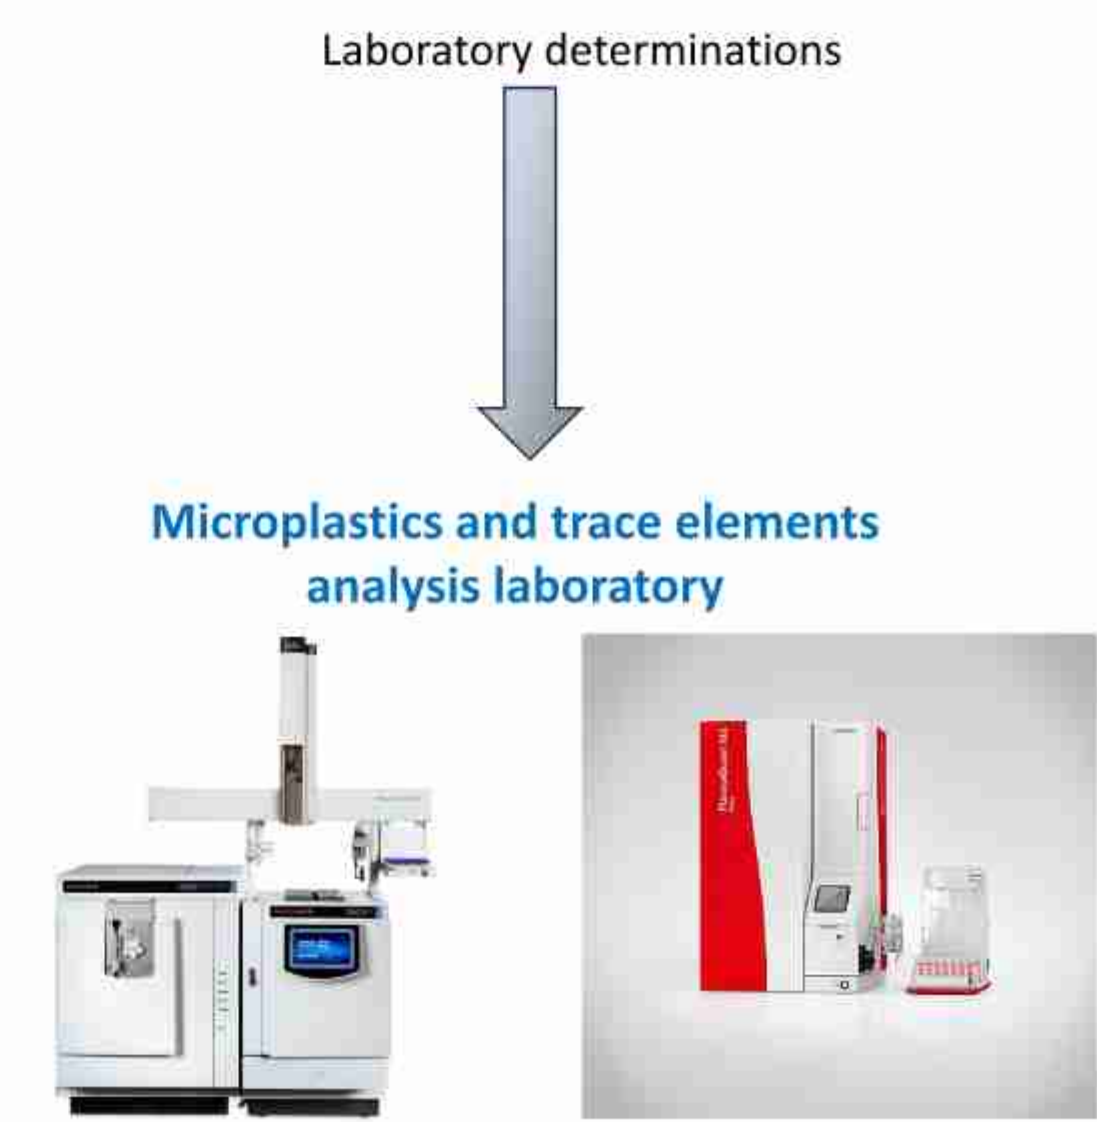 Laboratory determinations
Microplastics and trace elements
analysis laboratory